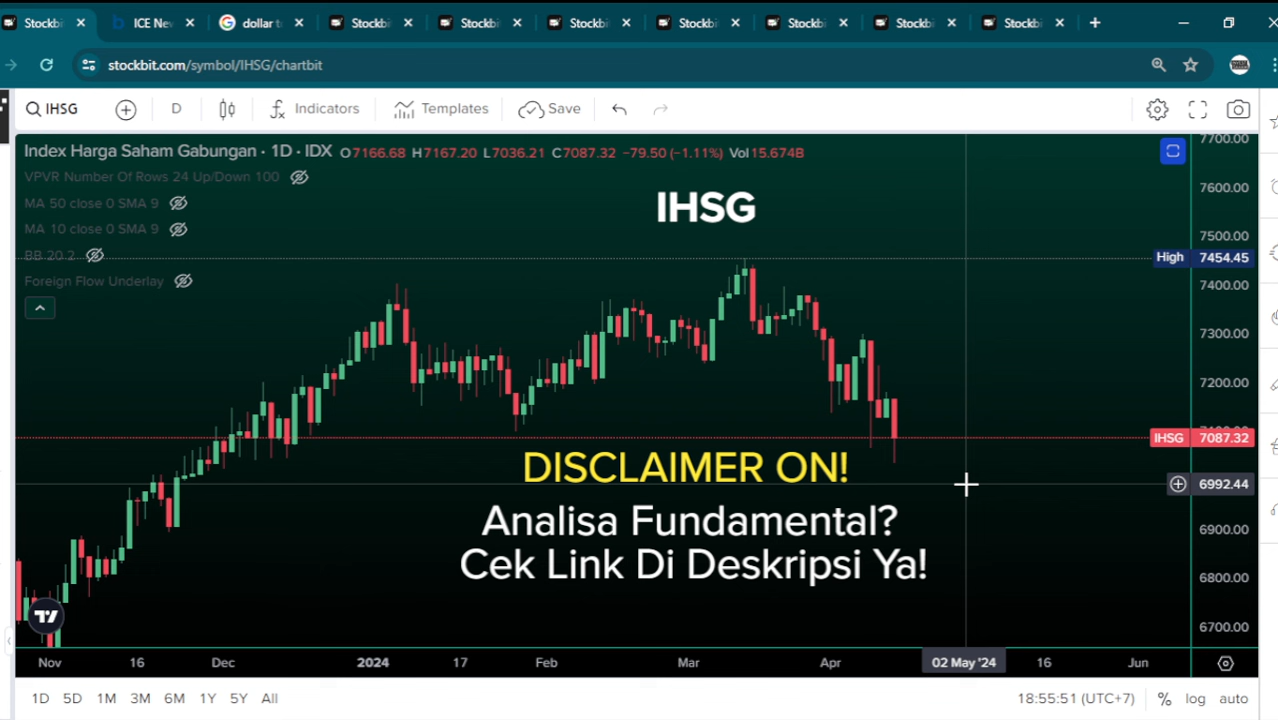 Stockbi
ICE Ne
dollar t
Stockbi
Stockbi
Stockbi
Stockbi
Stockbi
Stockbi
Stockbi
stockbit.com/symbol/IHSG/chartbit
IHSG
D
Indicators
Templates
Save
Index Harga Saham Gabungan · 1D · IDX O7166.68 H7167.20 L7036.21 C7087.32 −79.50 (−1.11%) Vol15.674B
VPVR Number Of Rows 24 Up/Down 100
MA 50 close 0 SMA 9
MA 10 close 0 SMA 9
BB 20 2
Foreign Flow Underlay
IHSG
7700.00
7600.00
7500.00
High 7454.45
7400.00
7300.00
7200.00
IHSG 7087.32
6992.44
6900.00
6800.00
6700.00
DISCLAIMER ON!
Analisa Fundamental?
Cek Link Di Deskripsi Ya!
Nov 16 Dec 2024 17 Feb Mar Apr 02 May '24 16 Jun
1D 5D 1M 3M 6M 1Y 5Y All
18:55:51 (UTC+7) % log auto